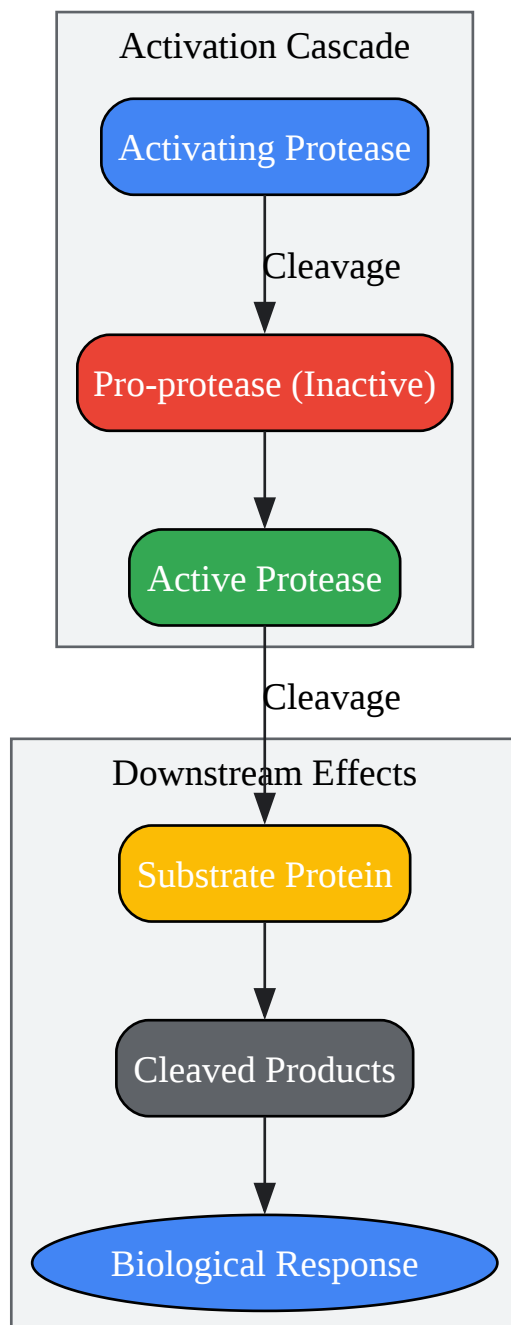 Activation Cascade
Activating Protease
Cleavage
Pro-protease (Inactive)
Active Protease
Cleavage
Downstream Effects
Substrate Protein
Cleaved Products
Biological Response